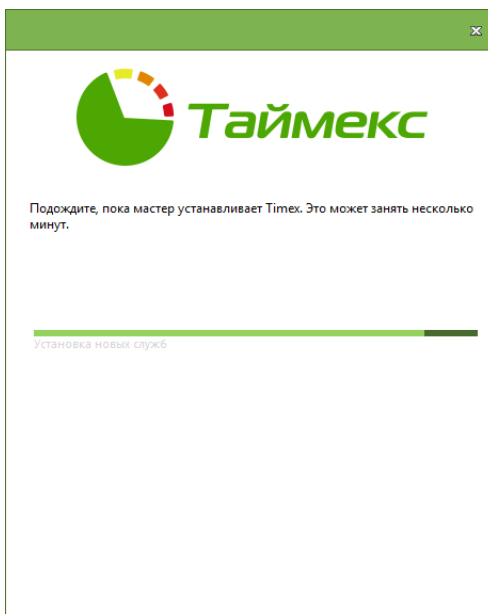 Таймекс
Подождите, пока мастер устанавливает Timex. Это может занять несколько
минут.
Установка новых служб